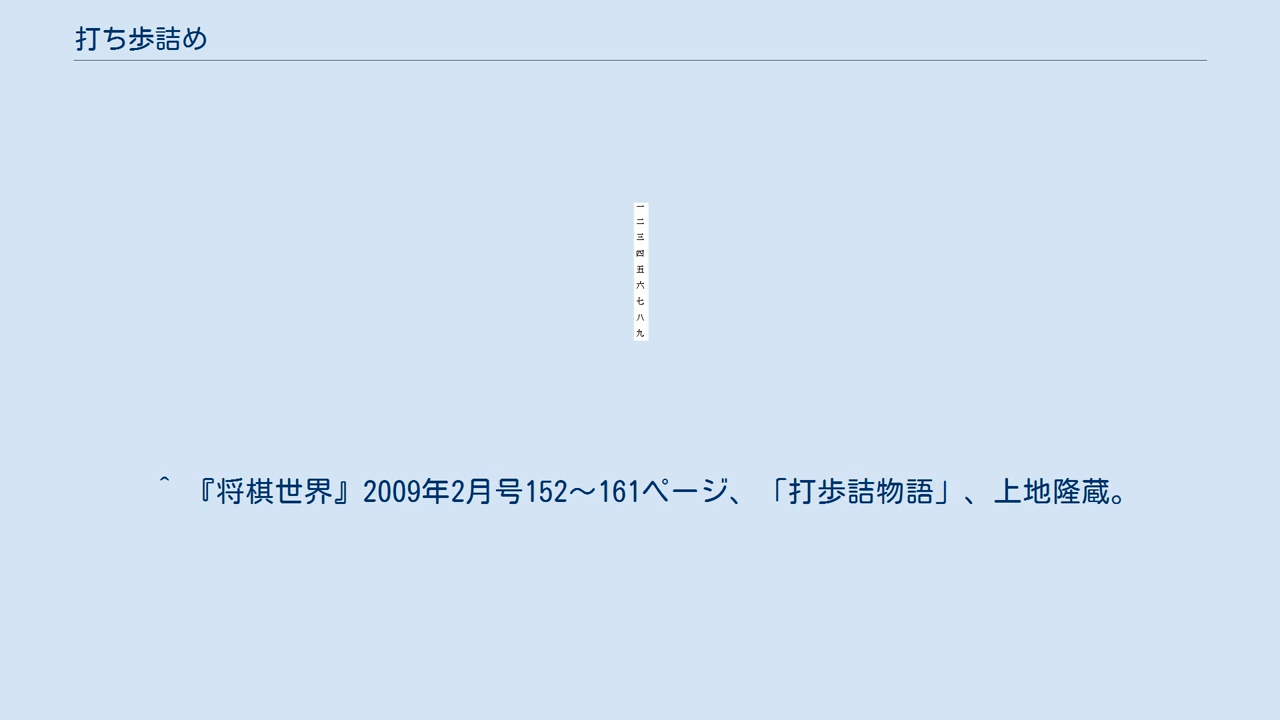 打ち歩詰め
一
二
三
四
五
六
七
八
九
^ 『将棋世界』2009年2月号152～161ページ、「打歩詰物語」、上地隆蔵。